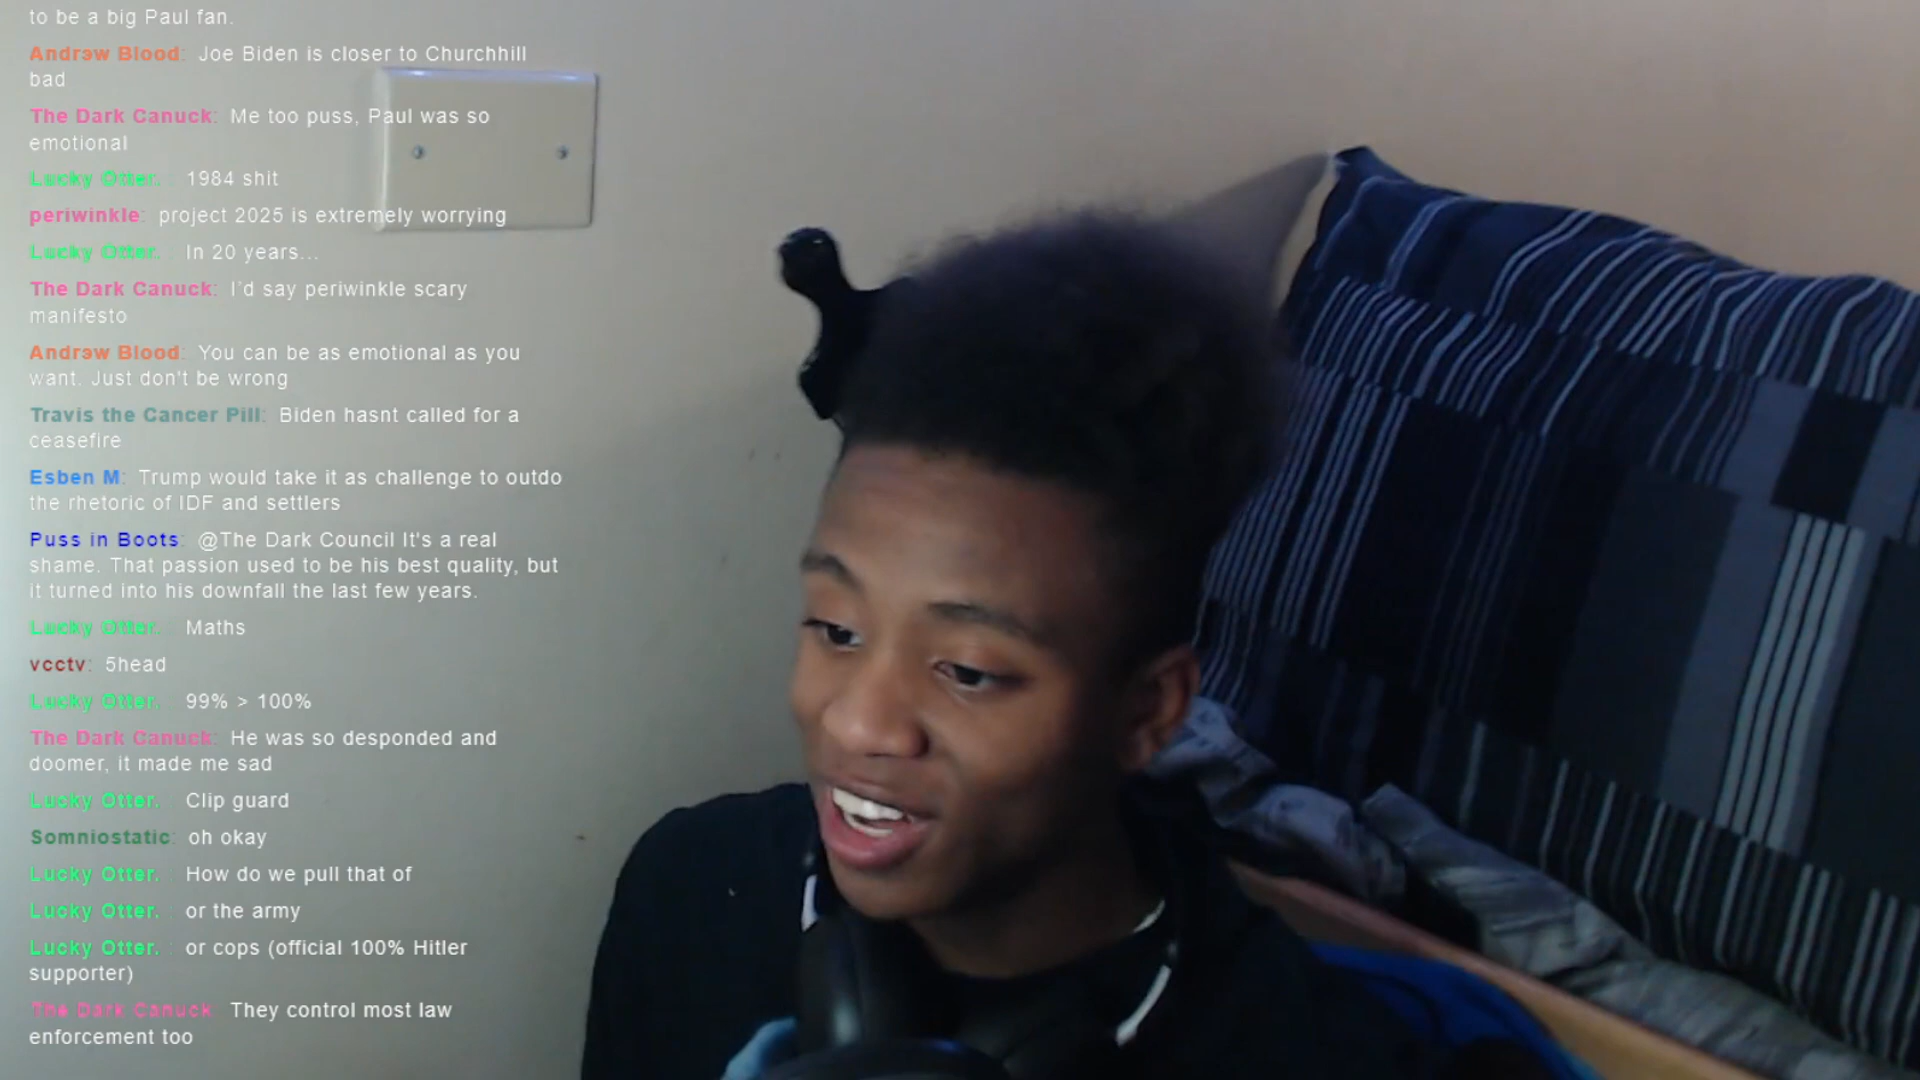 to be a big Paul fan.
Andrɘw Blood: Joe Biden is closer to Churchhill
bad
The Dark Canuck: Me too puss, Paul was so
emotional
Lucky Otter. : 1984 shit
periwinkle: project 2025 is extremely worrying
Lucky Otter. : In 20 years...
The Dark Canuck: I'd say periwinkle scary
manifesto
Andrɘw Blood: You can be as emotional as you
want. Just don't be wrong
Travis the Cancer Pill: Biden hasnt called for a
ceasefire
Esben M: Trump would take it as challenge to outdo
the rhetoric of IDF and settlers
Puss in Boots: @The Dark Council It's a real
shame. That passion used to be his best quality, but
it turned into his downfall the last few years.
Lucky Otter. : Maths
vcctv: 5head
Lucky Otter. : 99% > 100%
The Dark Canuck: He was so desponded and
doomer, it made me sad
Lucky Otter. : Clip guard
Somniostatic: oh okay
Lucky Otter. : How do we pull that of
Lucky Otter. : or the army
Lucky Otter. : or cops (official 100% Hitler
supporter)
The Dark Canuck: They control most law
enforcement too